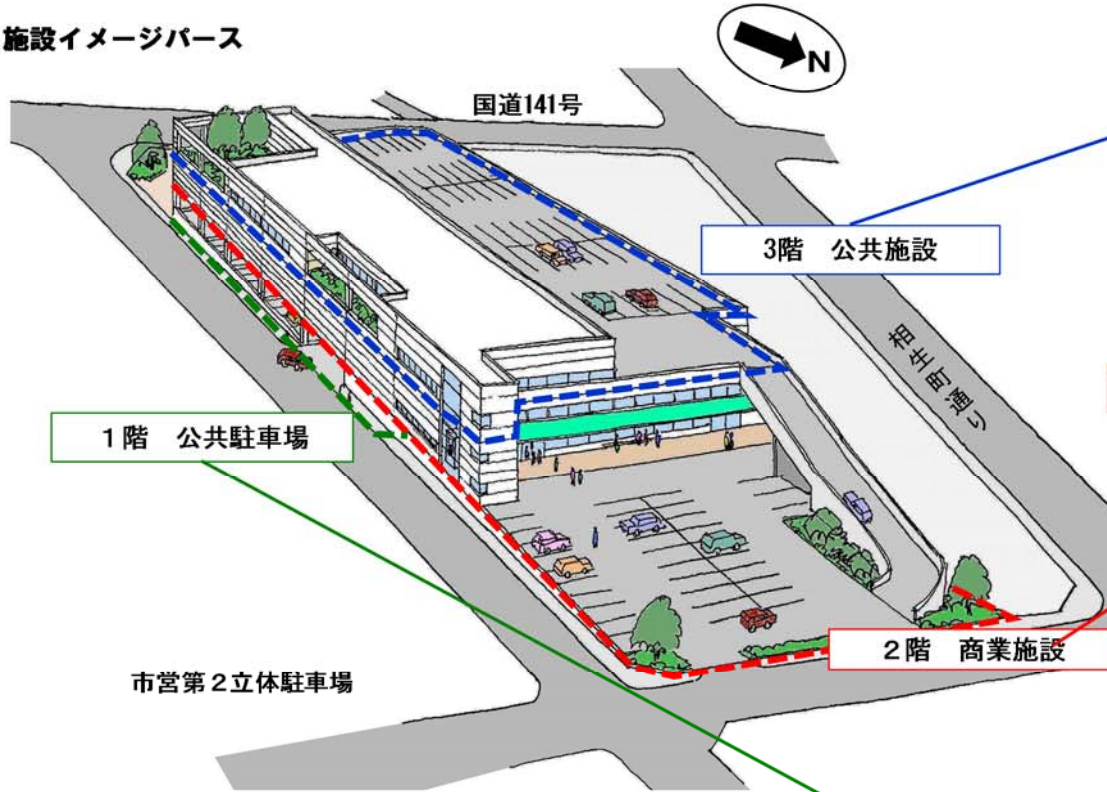 施設イメージパース
N
国道141号
3階 公共施設
相生町通り
1階 公共駐車場
2階 商業施設
市営第2立体駐車場